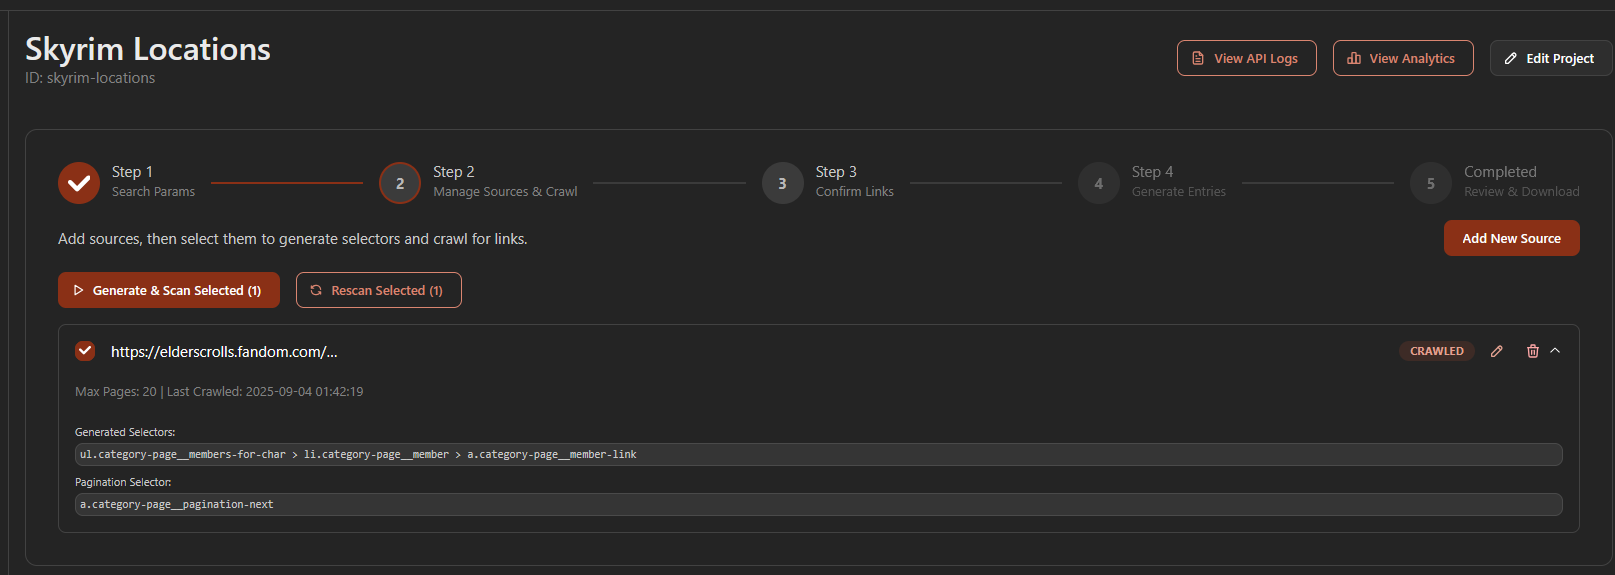 Skyrim Locations
ID: skyrim-locations
View API Logs
View Analytics
Edit Project
Step 1
Search Params
2
Step 2
Manage Sources & Crawl
3
Step 3
Confirm Links
4
Step 4
Generate Entries
5
Completed
Review & Download
Add sources, then select them to generate selectors and crawl for links.
Add New Source
Generate & Scan Selected (1)
Rescan Selected (1)
https://elderscrolls.fandom.com/...
CRAWLED
Max Pages: 20 | Last Crawled: 2025-09-04 01:42:19
Generated Selectors:
ul.category-page__members-for-char > li.category-page__member > a.category-page__member-link
Pagination Selector:
a.category-page__pagination-next